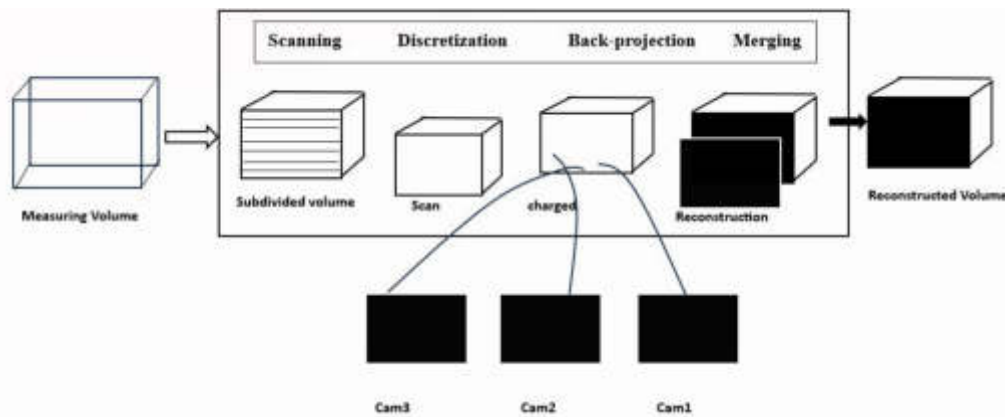 Scanning Discretization Back-projection Merging
Measuring Volume
Subdivided volume
Scan
charged
Reconstruction
Reconstructed Volume
Cam3 Cam2 Cam1